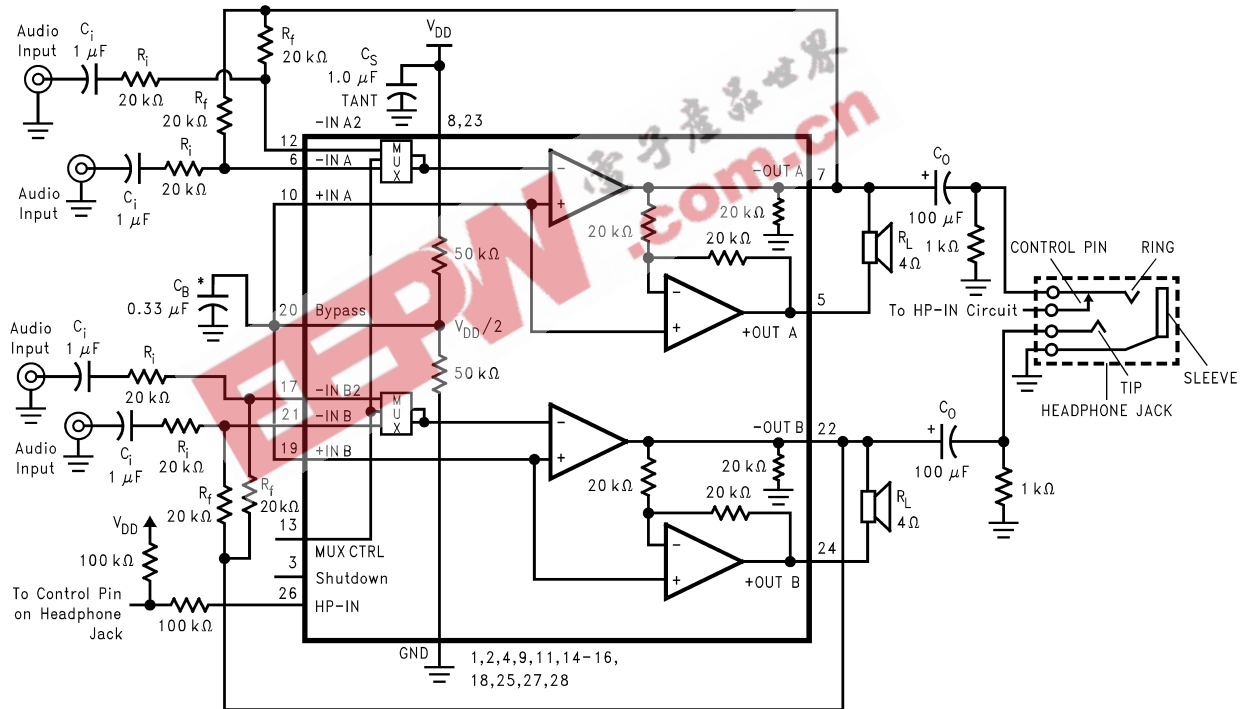 Audio
Input
Ci
1 μF
Ri
20 kΩ
Rf
20 kΩ
Rf
20 kΩ
Audio
Input
Ci
1 μF
Ri
20 kΩ
VDD
CS
1.0 μF
TANT
8,23
-IN A2
12
6
-IN A
10
+IN A
MUX
CB
*
0.33 μF
20
Bypass
VDD/2
50 kΩ
50 kΩ
-OUT A
7
20 kΩ
20 kΩ
20 kΩ
5
+OUT A
RL
4Ω
CO
+
100 μF
1 kΩ
CONTROL PIN
RING
To HP-IN Circuit
TIP
SLEEVE
HEADPHONE JACK
Audio
Input
Ci
1 μF
Ri
20 kΩ
Audio
Input
Ci
1 μF
Ri
20 kΩ
17
-IN B2
21
-IN B
19
+IN B
MUX
Rf
20 kΩ
Rf
20kΩ
-OUT B
22
20 kΩ
20 kΩ
20 kΩ
24
+OUT B
RL
4Ω
CO
+
100 μF
1 kΩ
VDD
100 kΩ
13
MUX CTRL
3
Shutdown
26
HP-IN
To Control Pin
on Headphone
Jack
100 kΩ
GND
1,2,4,9,11,14-16,
18,25,27,28
-
+
-
+
-
+
-
+
EEPW
.com.cn
電子産品世界